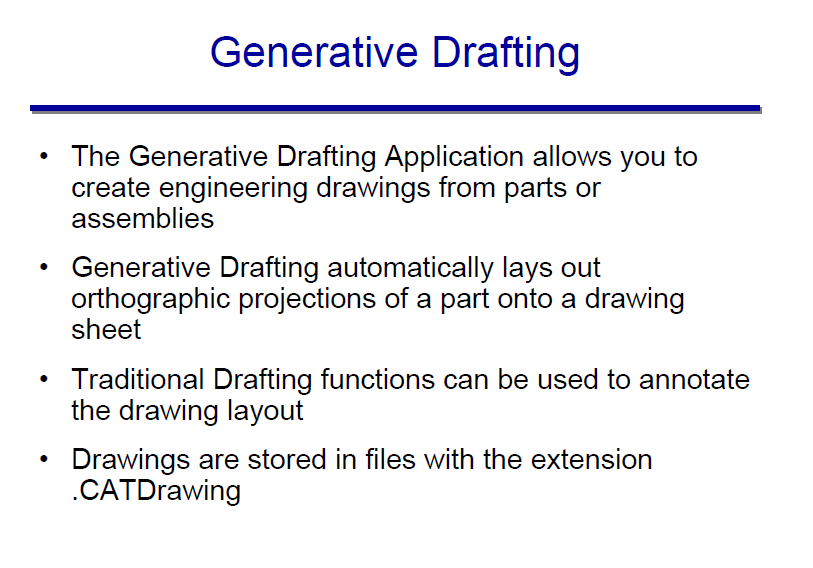 Generative Drafting
• The Generative Drafting Application allows you to
create engineering drawings from parts or
assemblies
• Generative Drafting automatically lays out
orthographic projections of a part onto a drawing
sheet
• Traditional Drafting functions can be used to annotate
the drawing layout
• Drawings are stored in files with the extension
.CATDrawing